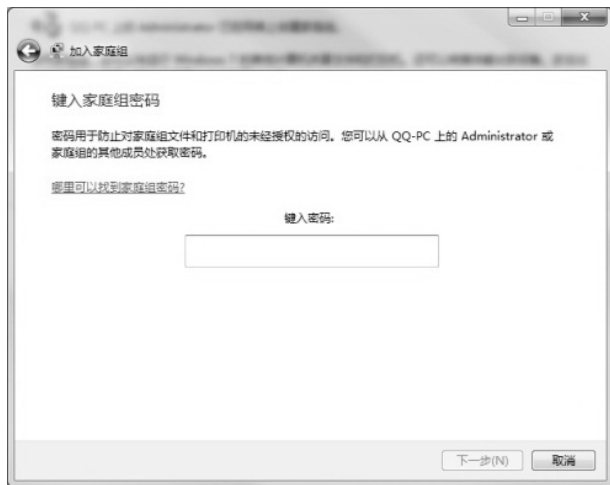 加入家庭组
键入家庭组密码
密码用于防止对家庭组文件和打印机的未经授权的访问。您可以从 QQ-PC 上的 Administrator 或
家庭组的其他成员处获取密码。
哪里可以找到家庭组密码?
键入密码:
下一步(N)
取消